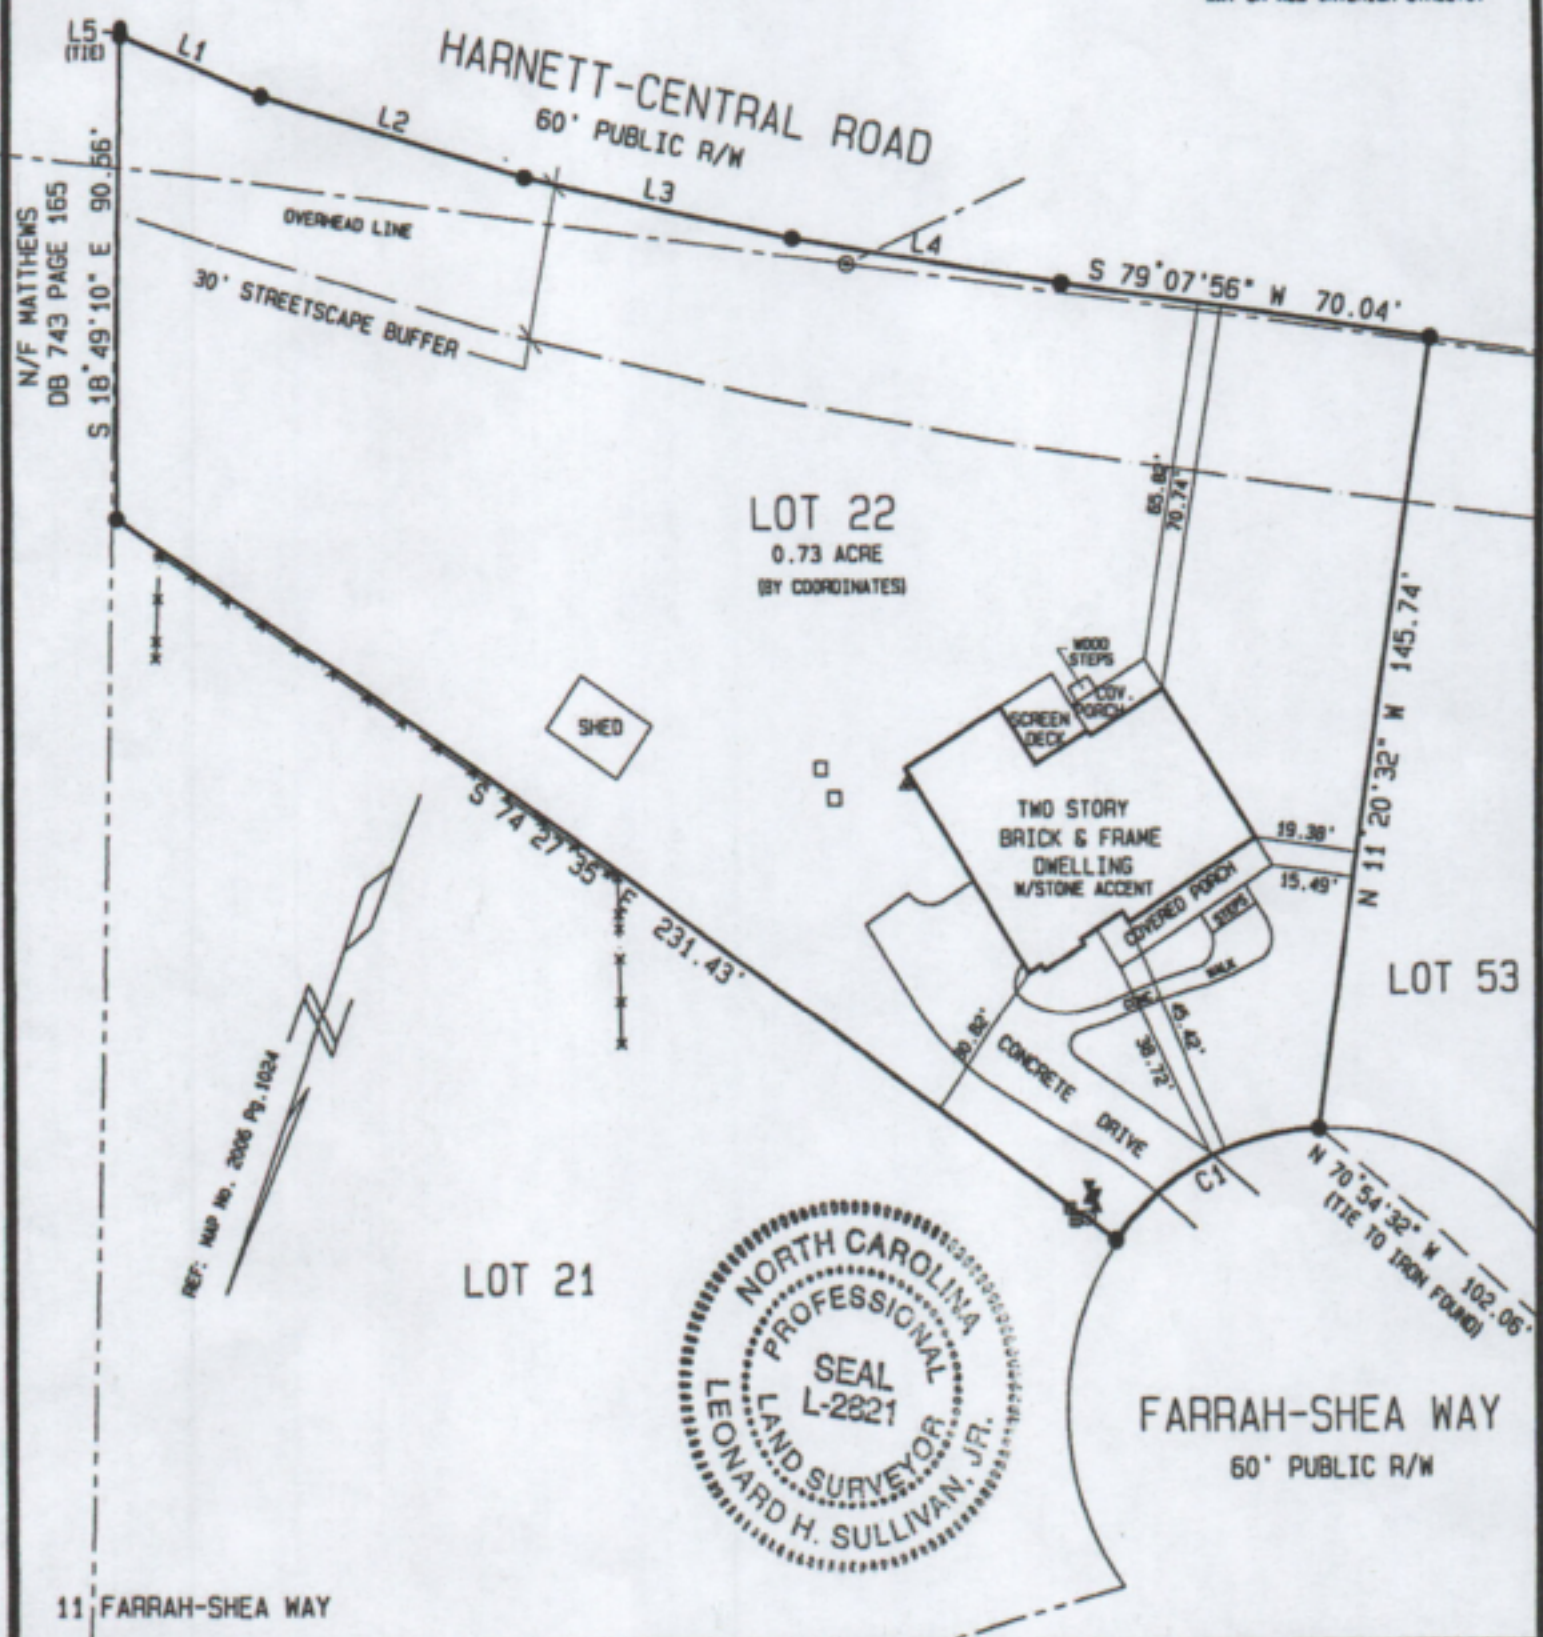 L5
(TIE)
L1
L2
HARNETT-CENTRAL ROAD
60' PUBLIC R/W
L3
L4
S 79°07'56" W 70.04'
OVERHEAD LINE
30' STREETSCAPE BUFFER
N/F MATTHEWS
DB 743 PAGE 165
S 18°49'10" E 90.56'
LOT 22
0.73 ACRE
(BY COORDINATES)
65.82'
70.74'
N 11°20'32" W 145.74'
WOOD
STEPS
COV.
PORCH
SCREEN
DECK
SHED
TWO STORY
BRICK & FRAME
DWELLING
W/STONE ACCENT
19.38'
15.49'
COVERED PORCH
STEPS
WALK
S 74°27'35" E 231.43'
LOT 53
45.42'
38.72'
CONCRETE DRIVE
C1
N 70°54'32" W 102.06'
(TIE TO IRON FOUND)
REF: MAP No. 2006 Pg.1024
LOT 21
NORTH CAROLINA
PROFESSIONAL
SEAL
L-2621
LAND SURVEYOR
LEONARD H. SULLIVAN, JR.
FARRAH-SHEA WAY
60' PUBLIC R/W
11 FARRAH-SHEA WAY